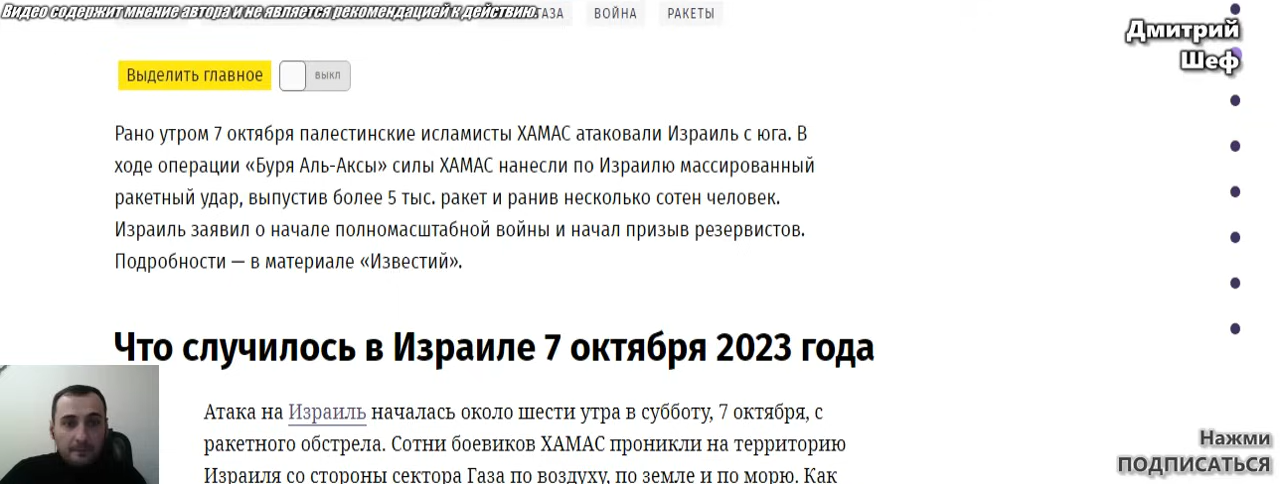 Видео содержит мнение автора и не является рекомендацией к действию.
ГАЗА
ВОЙНА
РАКЕТЫ
Дмитрий
Шеф
Выделить главное
ВЫКЛ
Рано утром 7 октября палестинские исламисты ХАМАС атаковали Израиль с юга. В
ходе операции «Буря Аль-Аксы» силы ХАМАС нанесли по Израилю массированный
ракетный удар, выпустив более 5 тыс. ракет и ранив несколько сотен человек.
Израиль заявил о начале полномасштабной войны и начал призыв резервистов.
Подробности — в материале «Известий».
Что случилось в Израиле 7 октября 2023 года
Атака на Израиль началась около шести утра в субботу, 7 октября, с
ракетного обстрела. Сотни боевиков ХАМАС проникли на территорию
Израиля со стороны сектора Газа по воздуху, по земле и по морю. Как
Нажми
ПОДПИСАТЬСЯ